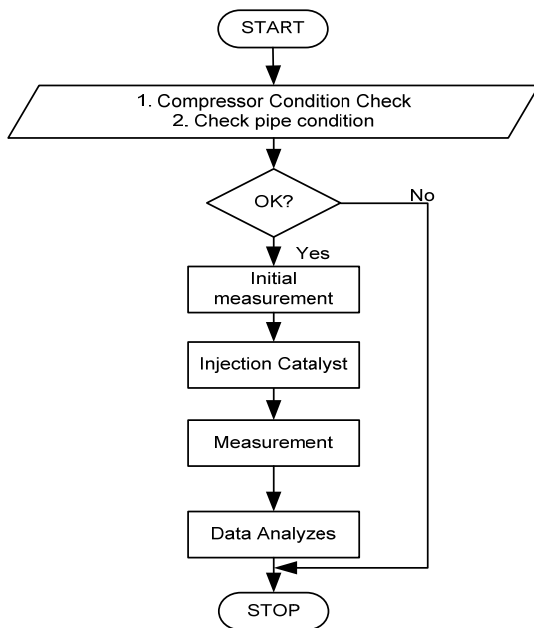 START
1. Compressor Condition Check
2. Check pipe condition
OK?
No
Yes
Initial
measurement
Injection Catalyst
Measurement
Data Analyzes
STOP